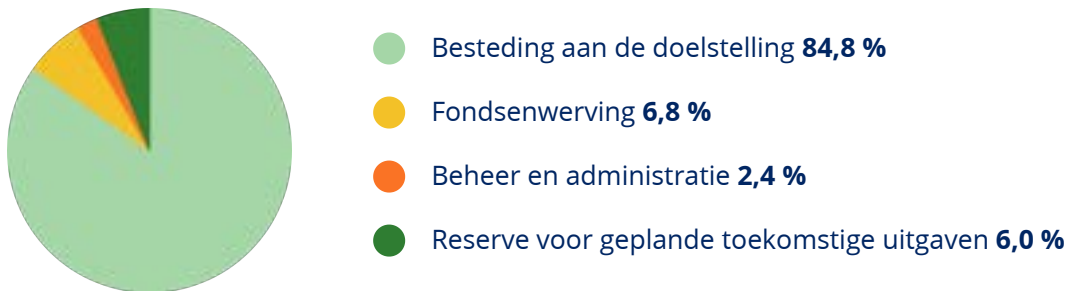 Besteding aan de doelstelling 84,8 %
Fondsenwerving 6,8 %
Beheer en administratie 2,4 %
Reserve voor geplande toekomstige uitgaven 6,0 %